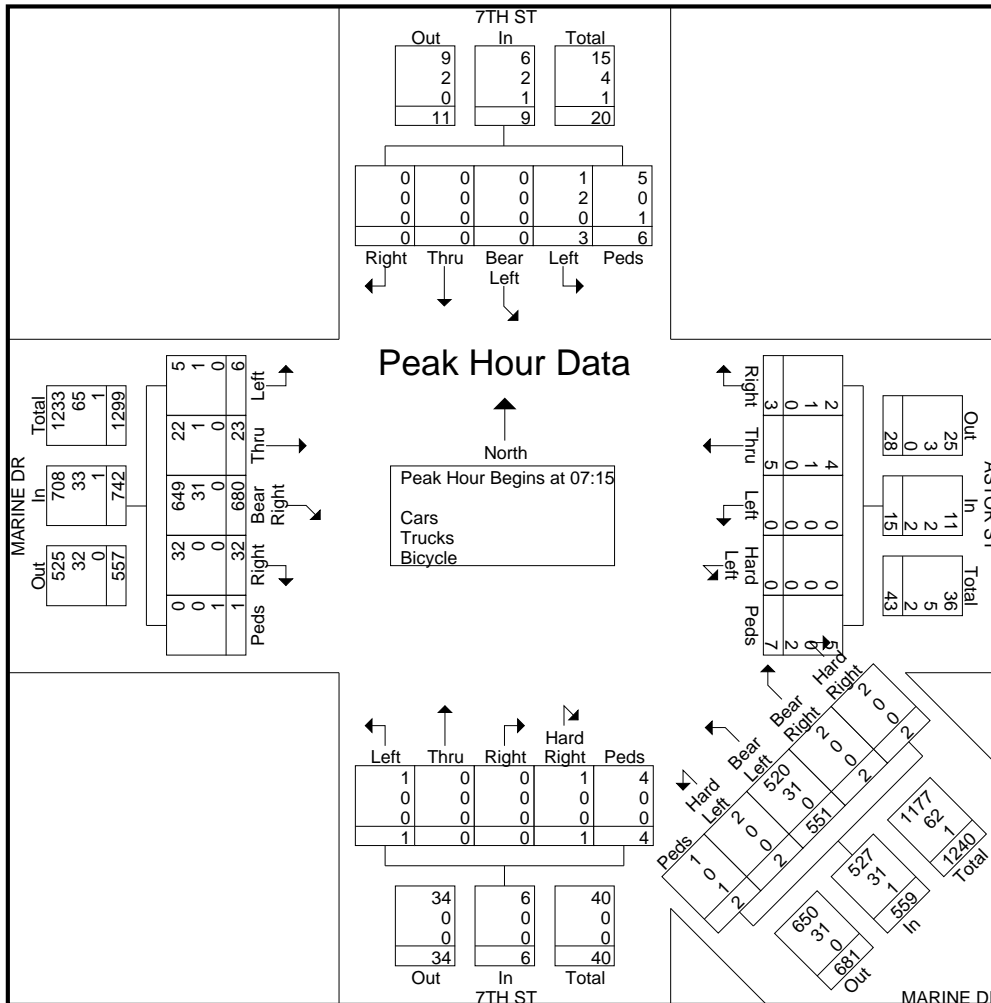 7TH ST
Out In Total
9 6 15
2 2 4
0 1 1
11 9 20
0 0 0 1 5
0 0 0 2 0
0 0 0 0 1
0 0 0 3 6
Right Thru Bear Left Left Peds
Peak Hour Data
North
Peak Hour Begins at 07:15
Cars
Trucks
Bicycle
MARINE DR
Total
1233
65
1
1299
In
708
33
1
742
Out
525
32
0
557
5 1 0 6 Left
22 1 0 23 Thru
649 31 0 680 Bear Right
32 0 0 32 Right
0 0 1 1 Peds
ASTOR ST
Out
25
3
0
28
In
11
2
2
15
Total
36
5
2
43
Right 2 1 0 3
Thru 4 1 0 5
Left 0 0 0 0
Hard Left 0 0 0 0
Peds 5 0 2 7
Left Thru Right Hard Right Peds
1 0 0 1 4
0 0 0 0 0
0 0 0 0 0
1 0 0 1 4
34 6 40
0 0 0
0 0 0
34 6 40
Out In Total
7TH ST
Hard Right 2 0 0 2
Bear Right 2 0 0 2
Bear Left 520 31 0 551
Hard Left 2 0 0 2
Peds 1 0 1 2
1177
62
1
1240
Total
527
31
1
559
In
650
31
0
681
Out
MARINE DR